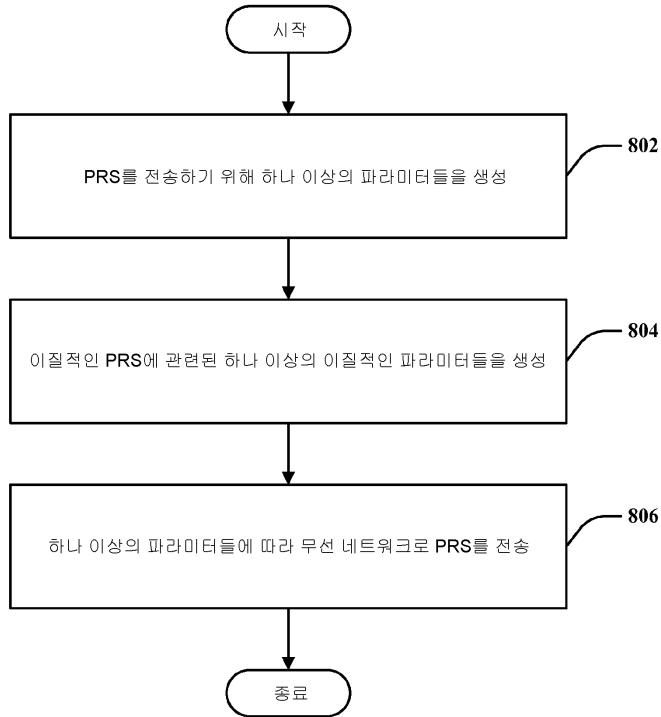 시작
PRS를 전송하기 위해 하나 이상의 파라미터들을 생성
802
이질적인 PRS에 관련된 하나 이상의 이질적인 파라미터들을 생성
804
하나 이상의 파라미터들에 따라 무선 네트워크로 PRS를 전송
806
종료